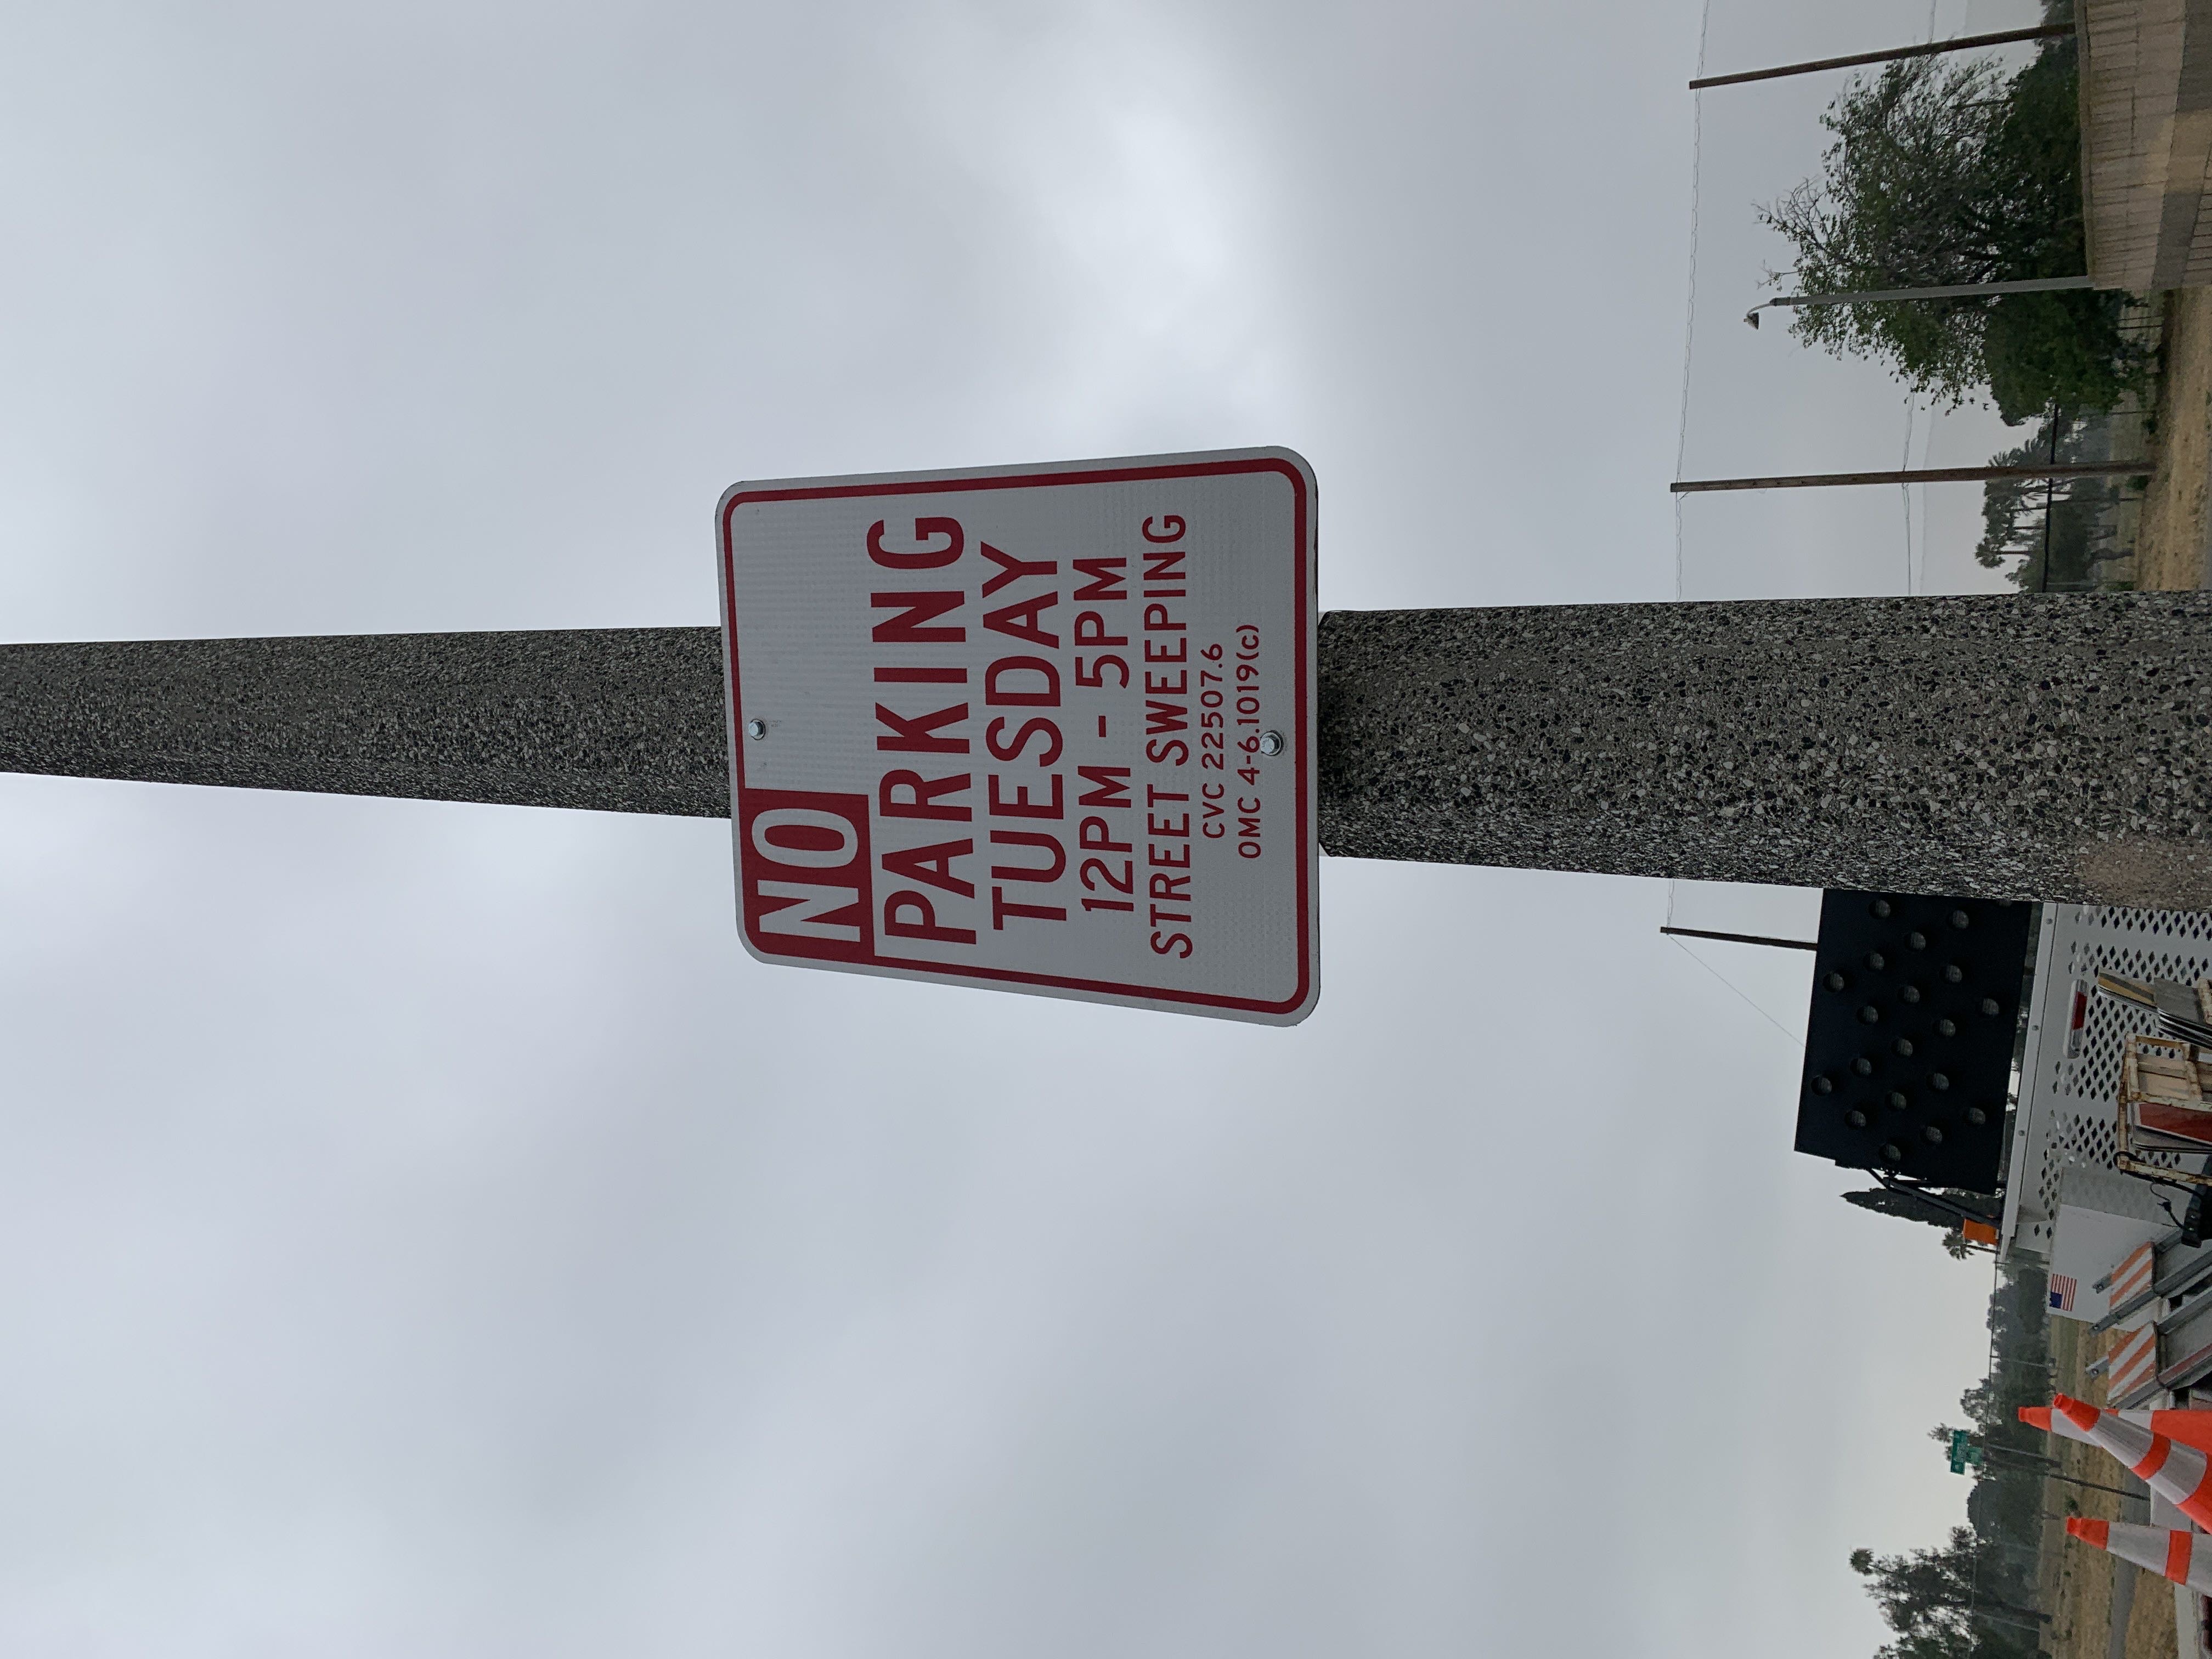 NO
PARKING
TUESDAY
12PM - 5PM
STREET SWEEPING
CVC 22507.6
OMC 4-6.1019(c)